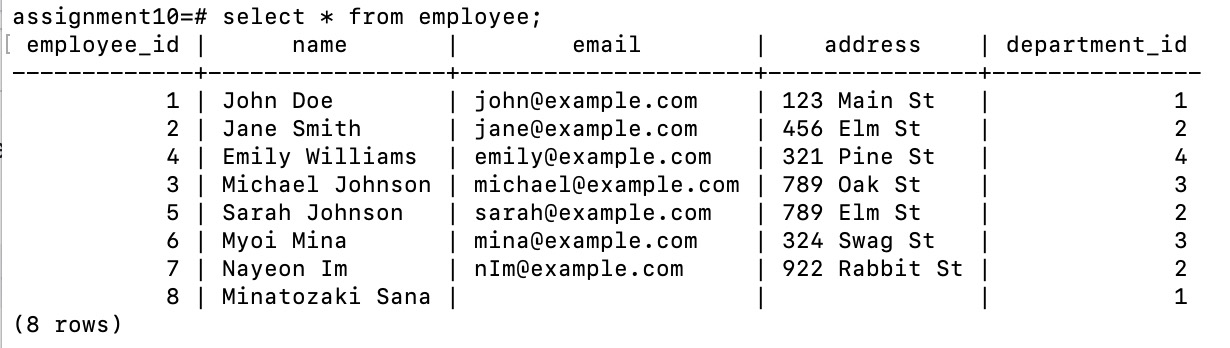 assignment10=# select * from employee;
 employee_id |      name       |        email        |    address    | department_id
-------------+-----------------+---------------------+---------------+---------------
           1 | John Doe        | john@example.com    | 123 Main St   |             1
           2 | Jane Smith      | jane@example.com    | 456 Elm St    |             2
           4 | Emily Williams  | emily@example.com   | 321 Pine St   |             4
           3 | Michael Johnson | michael@example.com | 789 Oak St    |             3
           5 | Sarah Johnson   | sarah@example.com   | 789 Elm St    |             2
           6 | Myoi Mina       | mina@example.com    | 324 Swag St   |             3
           7 | Nayeon Im       | nIm@example.com     | 922 Rabbit St |             2
           8 | Minatozaki Sana |                     |               |             1
(8 rows)